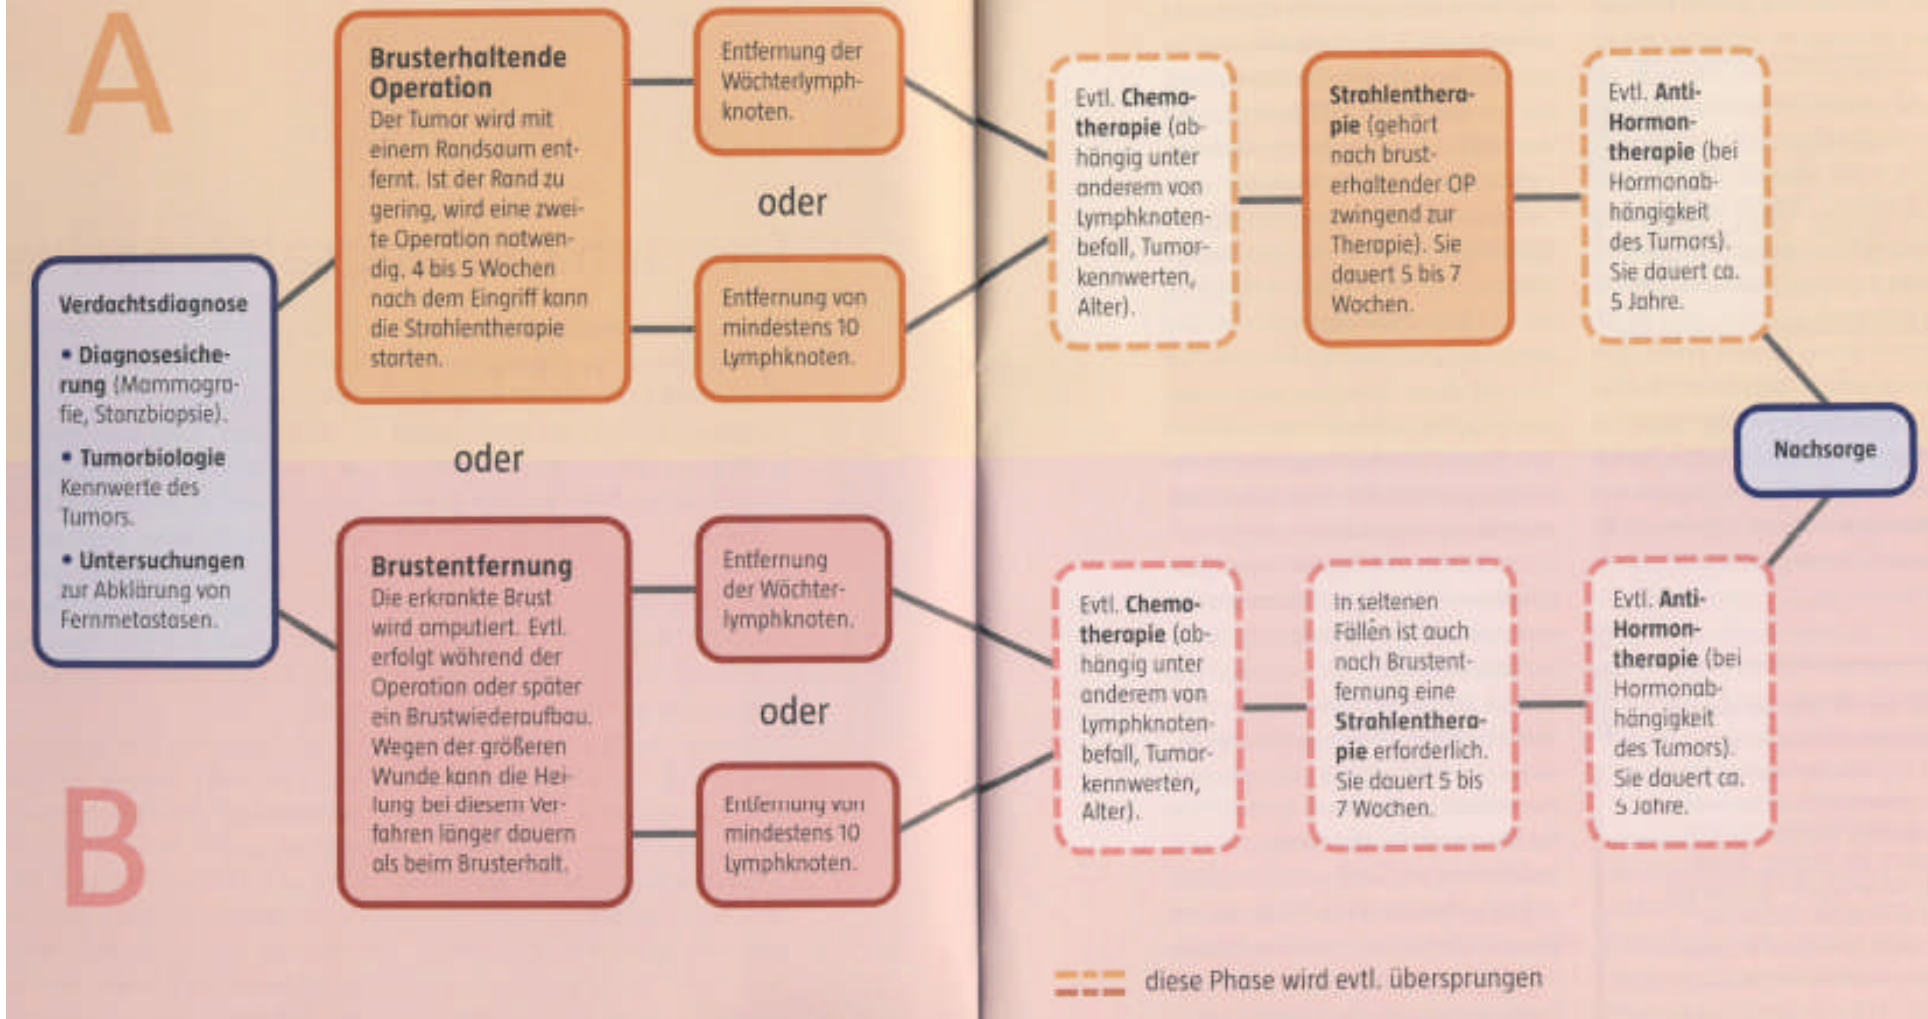 A
Verdachtsdiagnose
• Diagnosesiche-
rung (Mammogra-
fie, Stanzbiopsie).
• Tumorbiologie
Kennwerte des
Tumors.
• Untersuchungen
zur Abklärung von
Fernmetastasen.
Brusterhaltende
Operation
Der Tumor wird mit
einem Randsaum ent-
fernt. Ist der Rand zu
gering, wird eine zwei-
te Operation notwen-
dig. 4 bis 5 Wochen
nach dem Eingriff kann
die Strahlentherapie
starten.
Entfernung der
Wächterlymph-
knoten.
oder
Entfernung von
mindestens 10
Lymphknoten.
Evtl. Chemo-
therapie (ab-
hängig unter
anderem von
Lymphknoten-
befall, Tumor-
kennwerten,
Alter).
Strahlenthera-
pie (gehört
nach brust-
erhaltender OP
zwingend zur
Therapie). Sie
dauert 5 bis 7
Wochen.
Evtl. Anti-
Hormon-
therapie (bei
Hormonab-
hängigkeit
des Tumors).
Sie dauert ca.
5 Jahre.
Nachsorge
oder
B
Brustentfernung
Die erkrankte Brust
wird amputiert. Evtl.
erfolgt während der
Operation oder später
ein Brustwiederaufbau.
Wegen der größeren
Wunde kann die Hei-
lung bei diesem Ver-
fahren länger dauern
als beim Brusterhalt.
Entfernung
der Wächter-
lymphknoten.
oder
Entfernung von
mindestens 10
Lymphknoten.
Evtl. Chemo-
therapie (ab-
hängig unter
anderem von
Lymphknoten-
befall, Tumor-
kennwerten,
Alter).
In seltenen
Fällen ist auch
nach Brustent-
fernung eine
Strahlenthera-
pie erforderlich.
Sie dauert 5 bis
7 Wochen.
Evtl. Anti-
Hormon-
therapie (bei
Hormonab-
hängigkeit
des Tumors).
Sie dauert ca.
5 Jahre.
diese Phase wird evtl. übersprungen